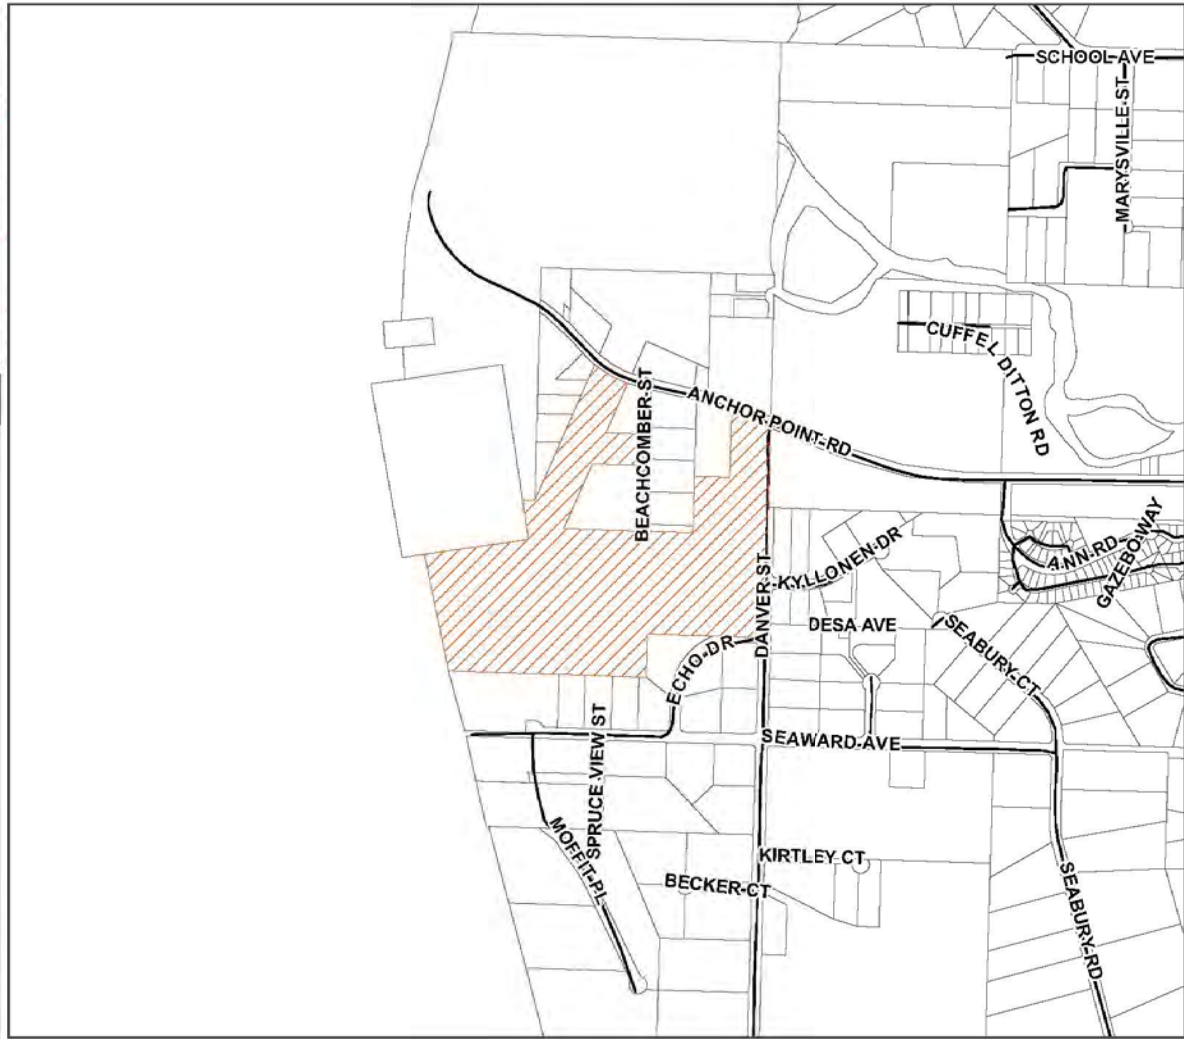 SCHOOL AVE
MARYSVILLE ST
CUFFEL DITTON RD
BEACHCOMBER ST
ANCHOR POINT RD
ANN RD
GAZEBO WAY
KYLLONEN DR
DANVER ST
DESA AVE
SEABURY CT
ECHO DR
SPRUCE VIEW ST
SEAWARD AVE
MOFFIT PL
KIRTLEY CT
BECKER CT
SEABURY RD